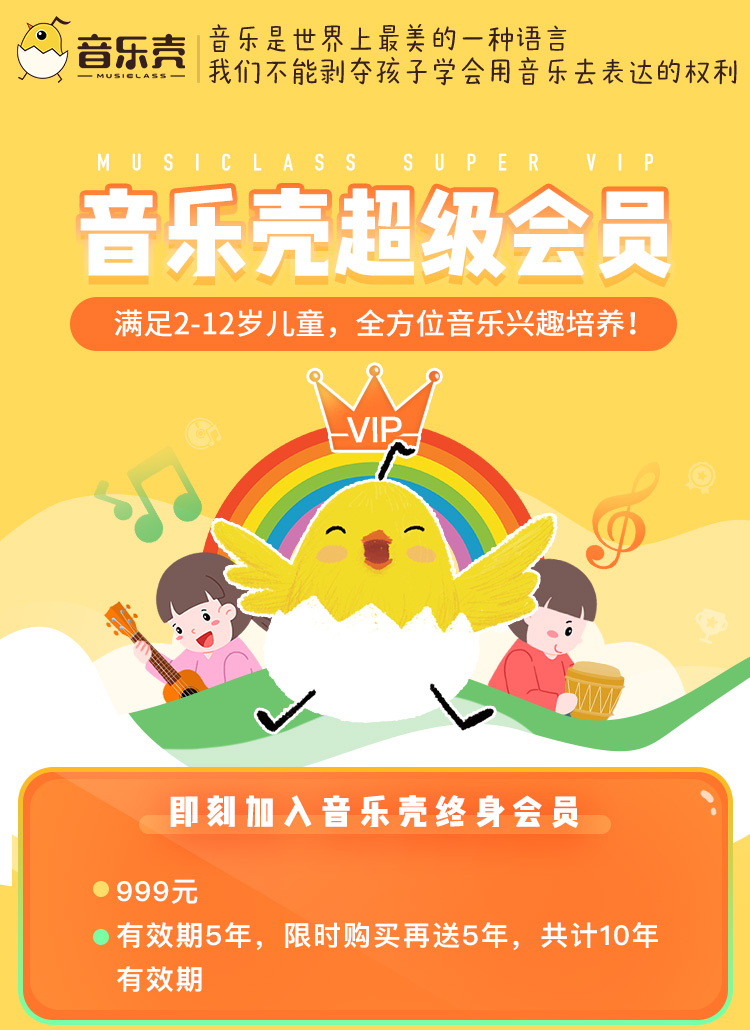 音乐壳
MUSICLASS
音乐是世界上最美的一种语言
我们不能剥夺孩子学会用音乐去表达的权利
MUSICLASS SUPER VIP
音乐壳超级会员
满足2-12岁儿童，全方位音乐兴趣培养！
VIP
即刻加入音乐壳终身会员
999元
有效期5年，限时购买再送5年，共计10年
有效期